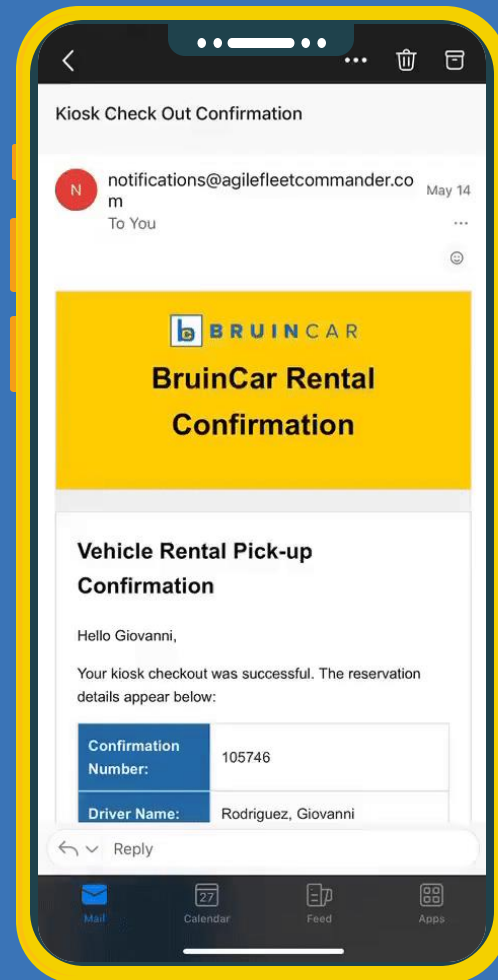 Kiosk Check Out Confirmation
N
notifications@agilefleetcommander.co
m
May 14
To You
bc BRUINCAR
BruinCar Rental
Confirmation
Vehicle Rental Pick-up
Confirmation
Hello Giovanni,
Your kiosk checkout was successful. The reservation
details appear below:
Confirmation
Number:
105746
Driver Name: Rodriguez, Giovanni
Reply
27
Mail Calendar Feed Apps